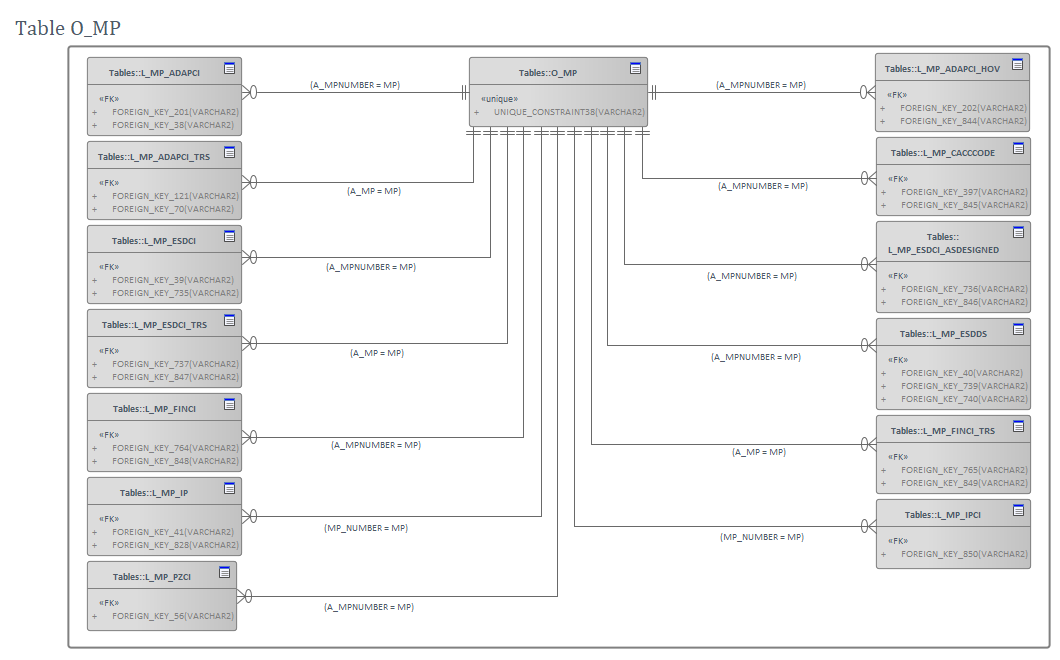 Table O_MP
Tables::L_MP_ADAPCI
«FK»
+ FOREIGN_KEY_201(VARCHAR2)
+ FOREIGN_KEY_38(VARCHAR2)
(A_MPNUMBER = MP)
Tables::O_MP
«unique»
+ UNIQUE_CONSTRAINT38(VARCHAR2)
(A_MPNUMBER = MP)
Tables::L_MP_ADAPCI_HOV
«FK»
+ FOREIGN_KEY_202(VARCHAR2)
+ FOREIGN_KEY_844(VARCHAR2)
Tables::L_MP_ADAPCI_TRS
«FK»
+ FOREIGN_KEY_121(VARCHAR2)
+ FOREIGN_KEY_70(VARCHAR2)
(A_MP = MP)
(A_MPNUMBER = MP)
Tables::L_MP_CACCCODE
«FK»
+ FOREIGN_KEY_397(VARCHAR2)
+ FOREIGN_KEY_845(VARCHAR2)
Tables::L_MP_ESDCI
«FK»
+ FOREIGN_KEY_39(VARCHAR2)
+ FOREIGN_KEY_735(VARCHAR2)
(A_MPNUMBER = MP)
(A_MPNUMBER = MP)
Tables::
L_MP_ESDCI_ASDESIGNED
«FK»
+ FOREIGN_KEY_736(VARCHAR2)
+ FOREIGN_KEY_846(VARCHAR2)
Tables::L_MP_ESDCI_TRS
«FK»
+ FOREIGN_KEY_737(VARCHAR2)
+ FOREIGN_KEY_847(VARCHAR2)
(A_MP = MP)
(A_MPNUMBER = MP)
Tables::L_MP_ESDDS
«FK»
+ FOREIGN_KEY_40(VARCHAR2)
+ FOREIGN_KEY_739(VARCHAR2)
+ FOREIGN_KEY_740(VARCHAR2)
Tables::L_MP_FINCI
«FK»
+ FOREIGN_KEY_764(VARCHAR2)
+ FOREIGN_KEY_848(VARCHAR2)
(A_MPNUMBER = MP)
(A_MP = MP)
Tables::L_MP_FINCI_TRS
«FK»
+ FOREIGN_KEY_765(VARCHAR2)
+ FOREIGN_KEY_849(VARCHAR2)
Tables::L_MP_IP
«FK»
+ FOREIGN_KEY_41(VARCHAR2)
+ FOREIGN_KEY_828(VARCHAR2)
(MP_NUMBER = MP)
(MP_NUMBER = MP)
Tables::L_MP_IPCI
«FK»
+ FOREIGN_KEY_850(VARCHAR2)
Tables::L_MP_PZCI
«FK»
+ FOREIGN_KEY_56(VARCHAR2)
(A_MPNUMBER = MP)